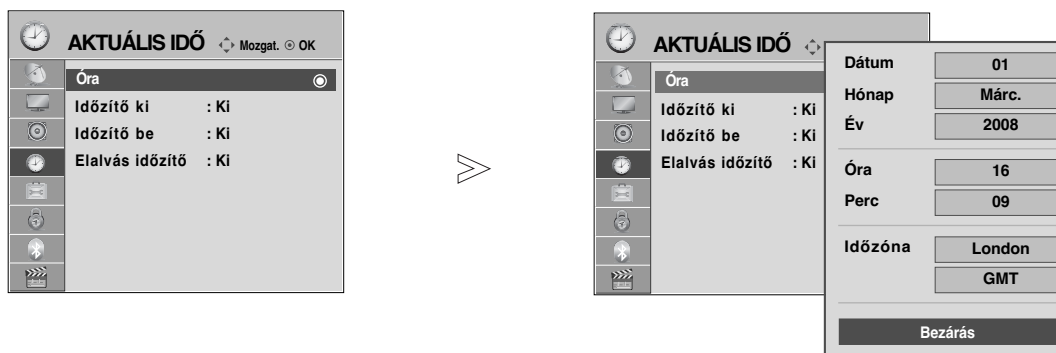 AKTUÁLIS IDŐ Mozgat. OK
Óra
Időzítő ki : Ki
Időzítő be : Ki
Elalvás időzítő : Ki
AKTUÁLIS IDŐ
Óra
Időzítő ki : Ki
Időzítő be : Ki
Elalvás időzítő : Ki
Dátum 01
Hónap Márc.
Év 2008
Óra 16
Perc 09
Időzóna London
GMT
Bezárás